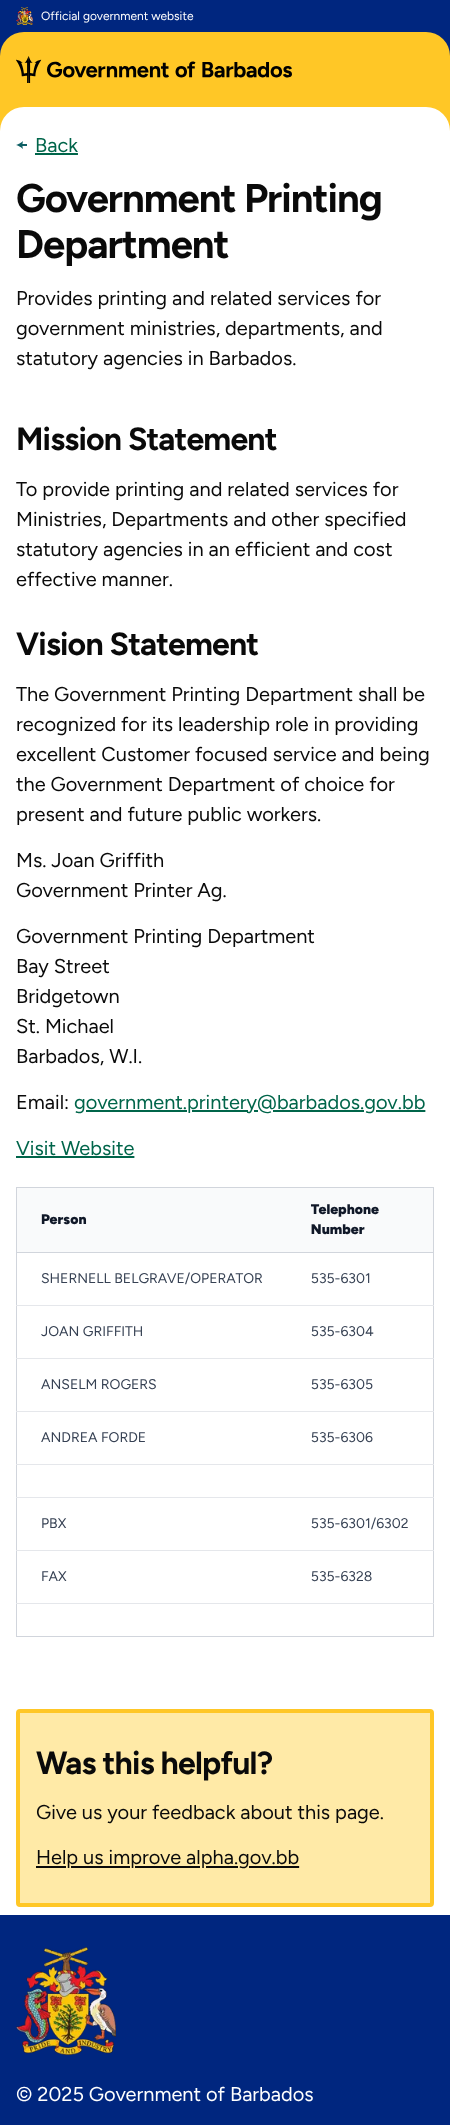 Official government website
Government of Barbados
← Back
Government Printing
Department
Provides printing and related services for
government ministries, departments, and
statutory agencies in Barbados.
Mission Statement
To provide printing and related services for
Ministries, Departments and other specified
statutory agencies in an efficient and cost
effective manner.
Vision Statement
The Government Printing Department shall be
recognized for its leadership role in providing
excellent Customer focused service and being
the Government Department of choice for
present and future public workers.
Ms. Joan Griffith
Government Printer Ag.
Government Printing Department
Bay Street
Bridgetown
St. Michael
Barbados, W.I.
Email: government.printery@barbados.gov.bb
Visit Website
Person Telephone Number
SHERNELL BELGRAVE/OPERATOR 535-6301
JOAN GRIFFITH 535-6304
ANSELM ROGERS 535-6305
ANDREA FORDE 535-6306
PBX 535-6301/6302
FAX 535-6328
Was this helpful?
Give us your feedback about this page.
Help us improve alpha.gov.bb
PRIDE AND INDUSTRY
© 2025 Government of Barbados